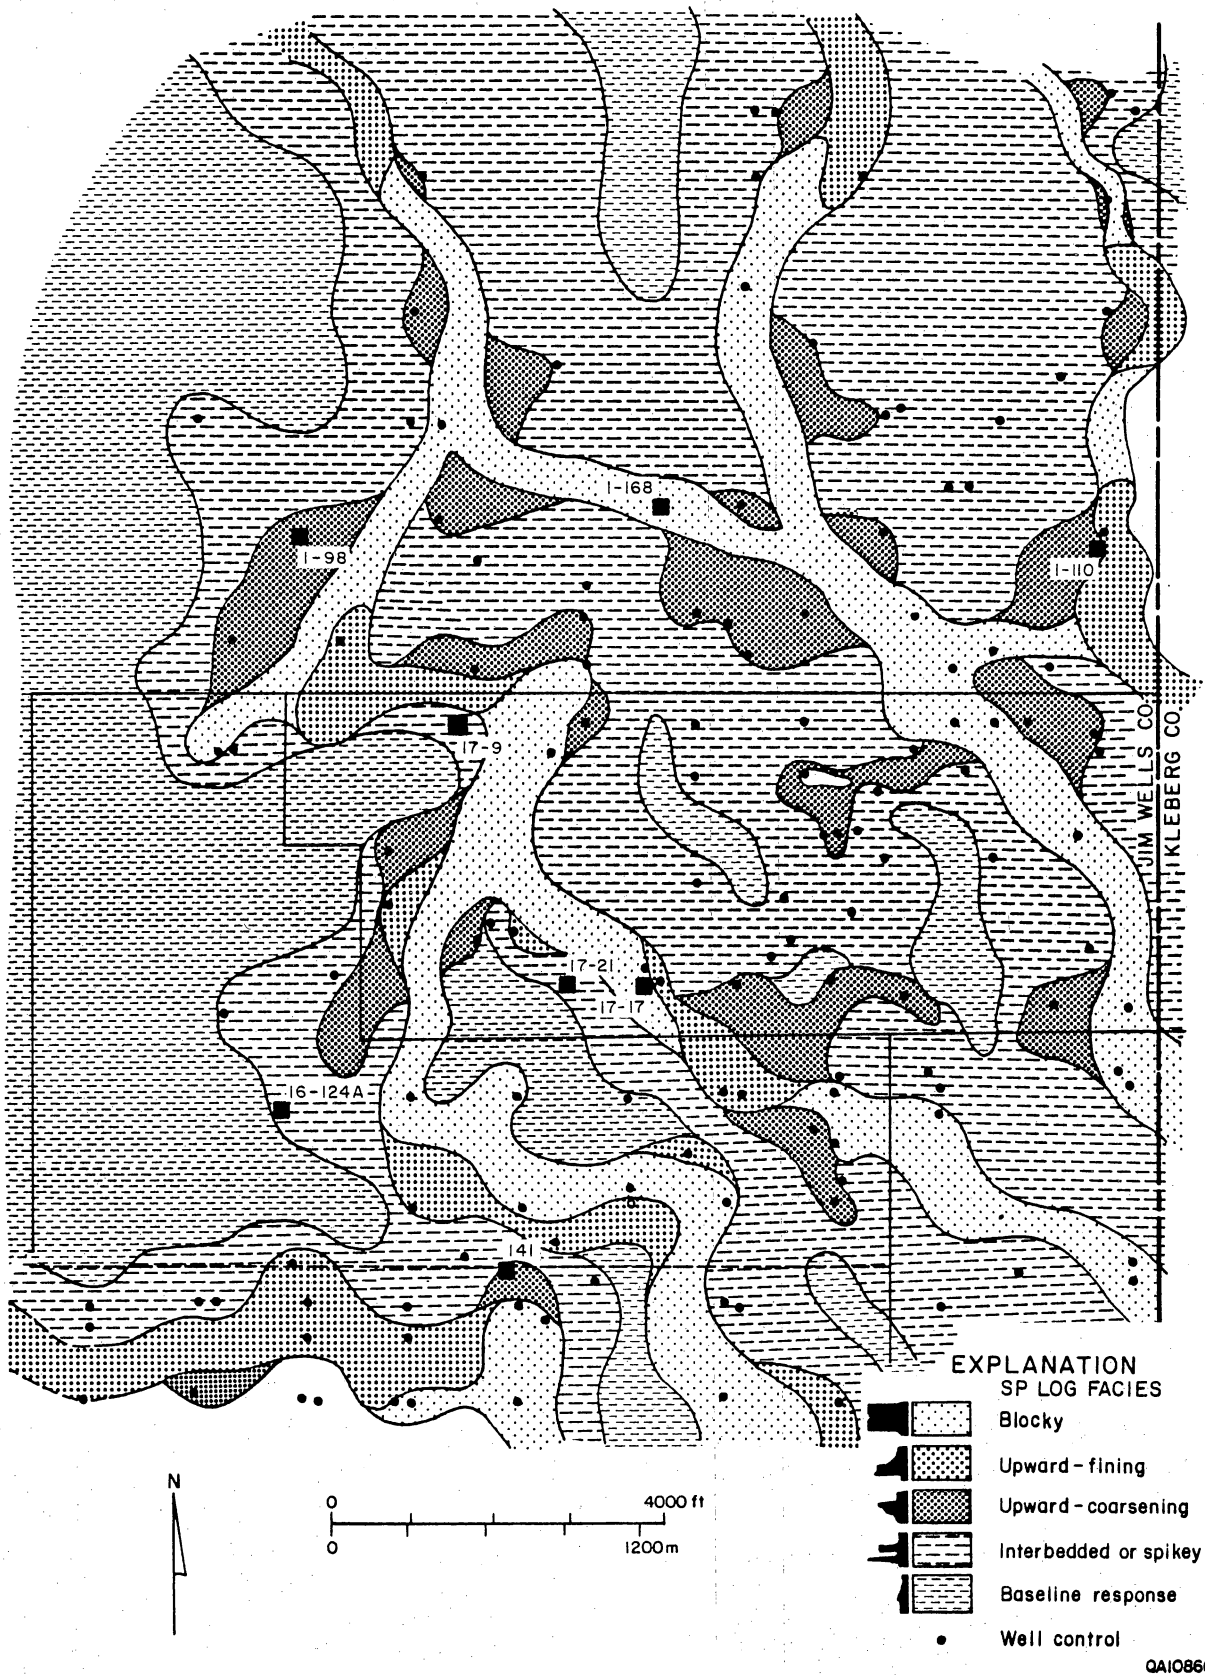 1-168
1-98
1-110
17-9
JIM WELLS CO
KLEBERG CO
17-21
17-17
16-124A
141
EXPLANATION
SP LOG FACIES
Blocky
Upward-fining
Upward-coarsening
Interbedded or spikey
Baseline response
Well control
N
0 4000 ft
0 1200m